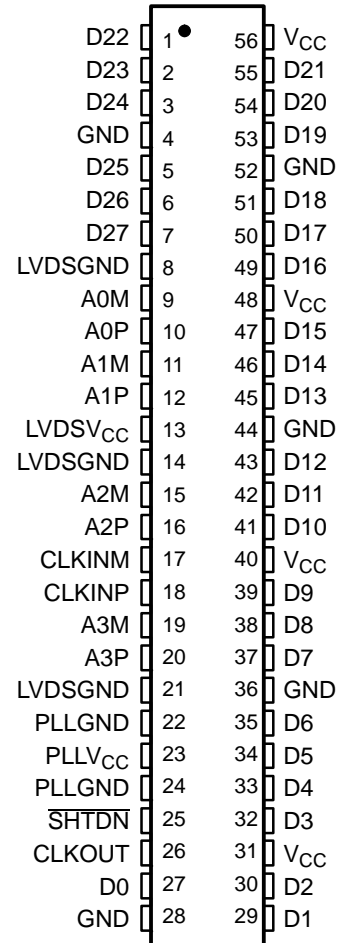 D22 1 56 VCC
D23 2 55 D21
D24 3 54 D20
GND 4 53 D19
D25 5 52 GND
D26 6 51 D18
D27 7 50 D17
LVDSGND 8 49 D16
A0M 9 48 VCC
A0P 10 47 D15
A1M 11 46 D14
A1P 12 45 D13
LVDSVCC 13 44 GND
LVDSGND 14 43 D12
A2M 15 42 D11
A2P 16 41 D10
CLKINM 17 40 VCC
CLKINP 18 39 D9
A3M 19 38 D8
A3P 20 37 D7
LVDSGND 21 36 GND
PLLGND 22 35 D6
PLLVCC 23 34 D5
PLLGND 24 33 D4
SHTDN 25 32 D3
CLKOUT 26 31 VCC
D0 27 30 D2
GND 28 29 D1